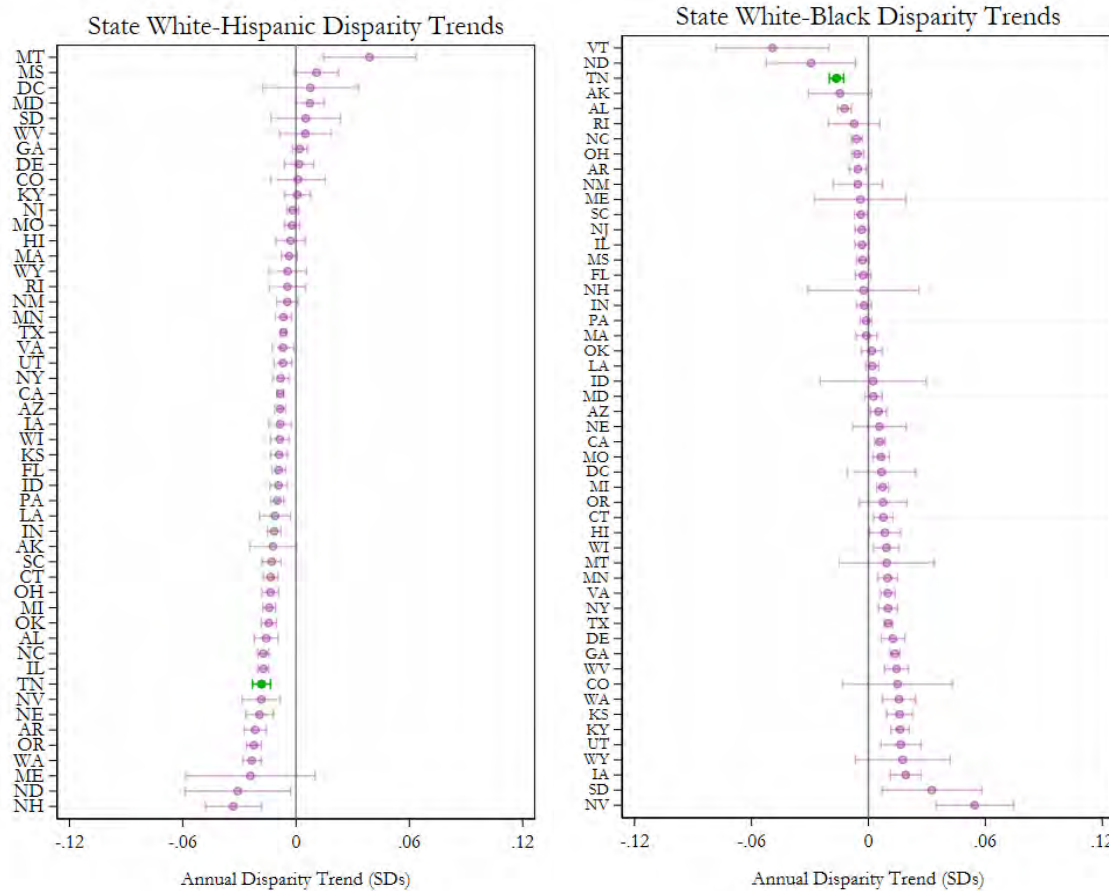 State White-Hispanic Disparity Trends
MT
MS
DC
MD
SD
WV
GA
DE
CO
KY
NJ
MO
HI
MA
WY
RI
NM
MN
TX
VA
UT
NY
CA
AZ
IA
WI
KS
FL
ID
PA
LA
IN
AK
SC
CT
OH
MI
OK
AL
NC
IL
TN
NV
NE
AR
OR
WA
ME
ND
NH
-.12 -.06 0 .06 .12
Annual Disparity Trend (SDs)
State White-Black Disparity Trends
VT
ND
TN
AK
AL
RI
NC
OH
AR
NM
ME
SC
NJ
IL
MS
FL
NH
IN
PA
MA
OK
LA
ID
MD
AZ
NE
CA
MO
DC
MI
OR
CT
HI
WI
MT
MN
VA
NY
TX
DE
GA
WV
CO
WA
KS
KY
UT
WY
IA
SD
NV
-.12 -.06 0 .06 .12
Annual Disparity Trend (SDs)